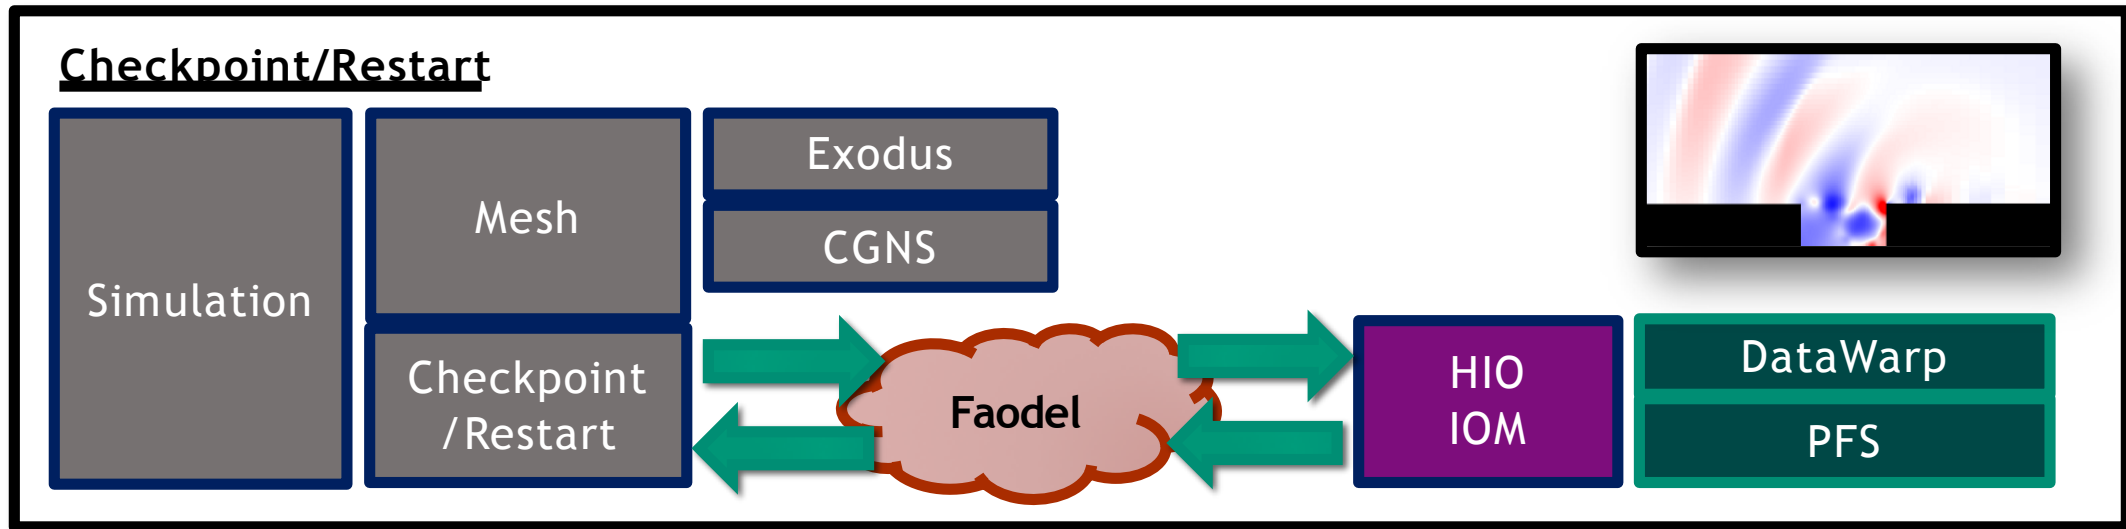 Checkpoint/Restart
Simulation
Mesh
Exodus
CGNS
Checkpoint
/Restart
Faodel
HIO
IOM
DataWarp
PFS